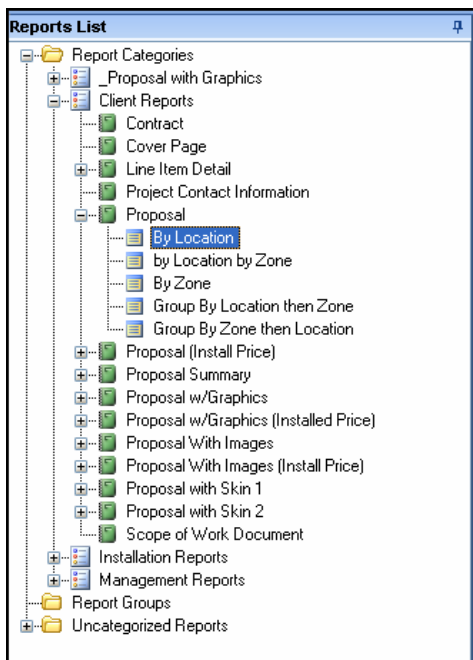 Reports List
Report Categories
_Proposal with Graphics
Client Reports
Contract
Cover Page
Line Item Detail
Project Contact Information
Proposal
By Location
by Location by Zone
By Zone
Group By Location then Zone
Group By Zone then Location
Proposal (Install Price)
Proposal Summary
Proposal w/Graphics
Proposal w/Graphics (Installed Price)
Proposal With Images
Proposal With Images (Install Price)
Proposal with Skin 1
Proposal with Skin 2
Scope of Work Document
Installation Reports
Management Reports
Report Groups
Uncategorized Reports